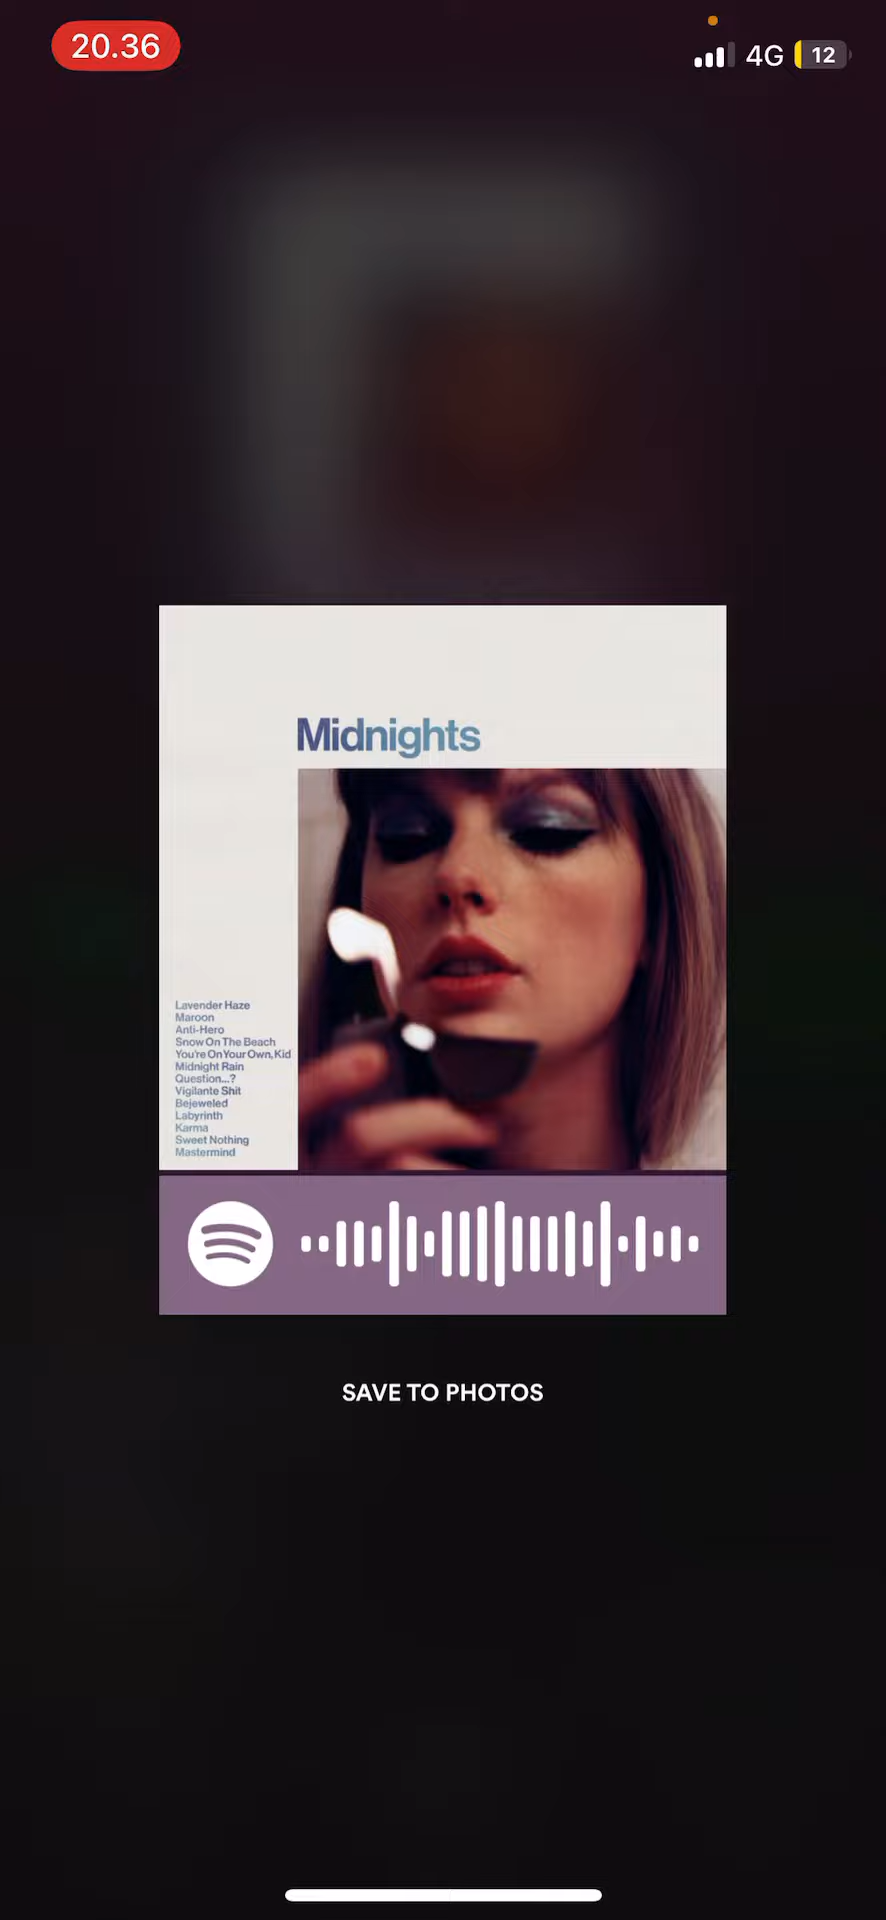 20.36
4G
12
Midnights
Lavender Haze
Maroon
Anti-Hero
Snow On The Beach
You're On Your Own, Kid
Midnight Rain
Question...?
Vigilante Shit
Bejeweled
Labyrinth
Karma
Sweet Nothing
Mastermind
SAVE TO PHOTOS